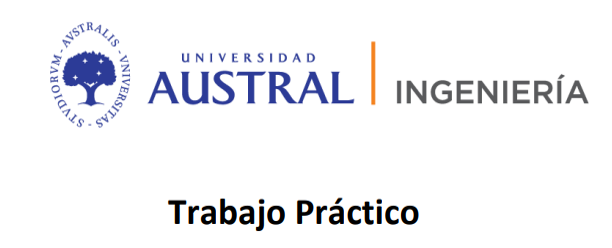 STVDIORVM · AVSTRALIS · VNIVERSITAS ·
UNIVERSIDAD
AUSTRAL
INGENIERÍA
Trabajo Práctico